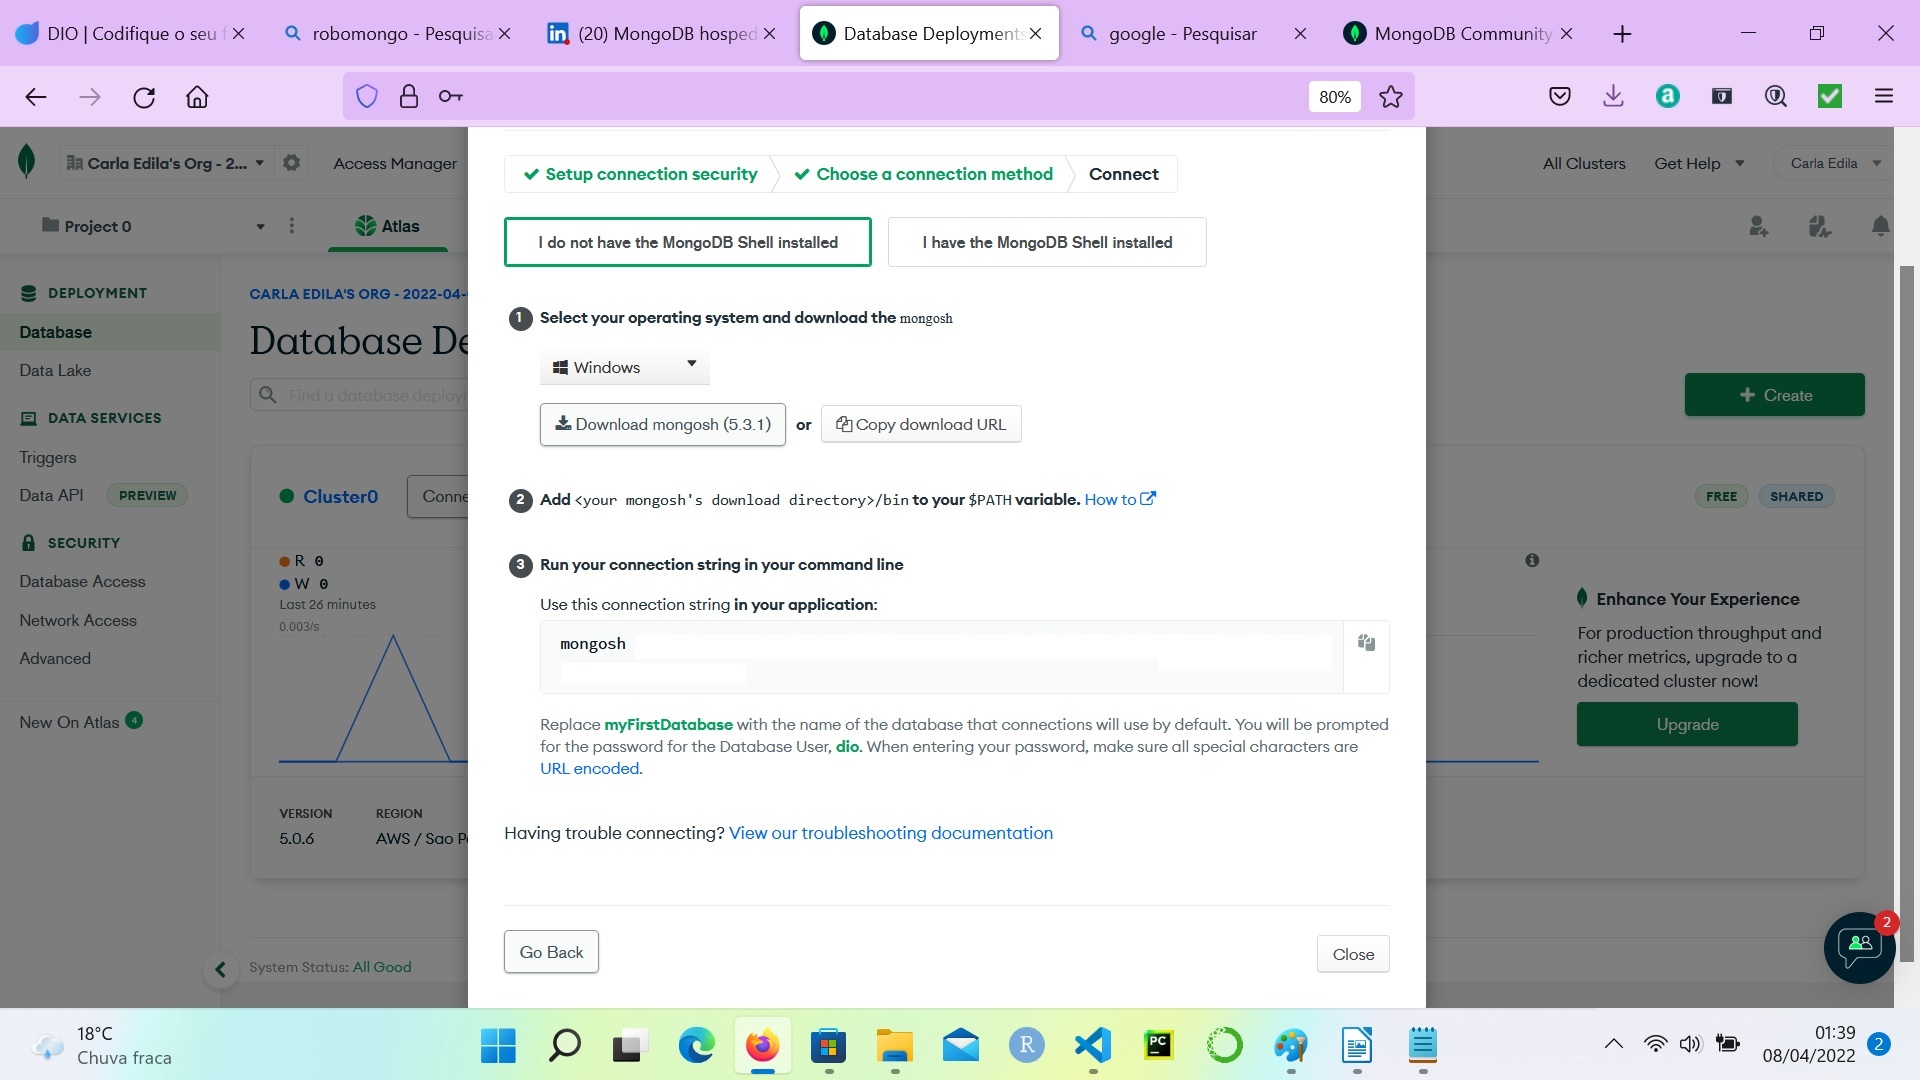 DIO | Codifique o seu f
robomongo - Pesquisa
(20) MongoDB hosped
Database Deployments
google - Pesquisar
MongoDB Community
80%
Carla Edila's Org - 2...
Access Manager
All Clusters
Get Help
Carla Edila
Project 0
Atlas
DEPLOYMENT
Database
Data Lake
DATA SERVICES
Triggers
Data API
PREVIEW
SECURITY
Database Access
Network Access
Advanced
New On Atlas 4
CARLA EDILA'S ORG - 2022-04-
Database De
Find a database deploy
Create
Cluster0
Conne
FREE
SHARED
R 0
W 0
Last 26 minutes
0.003/s
VERSION
REGION
5.0.6
AWS / Sao P
System Status: All Good
Enhance Your Experience
For production throughput and
richer metrics, upgrade to a
dedicated cluster now!
Upgrade
Setup connection security
Choose a connection method
Connect
I do not have the MongoDB Shell installed
I have the MongoDB Shell installed
1 Select your operating system and download the mongosh
Windows
Download mongosh (5.3.1)
or
Copy download URL
2 Add <your mongosh's download directory>/bin to your $PATH variable. How to
3 Run your connection string in your command line
Use this connection string in your application:
mongosh
Replace myFirstDatabase with the name of the database that connections will use by default. You will be prompted
for the password for the Database User, dio. When entering your password, make sure all special characters are
URL encoded.
Having trouble connecting? View our troubleshooting documentation
Go Back
Close
2
18°C
Chuva fraca
R
PC
01:39
08/04/2022
2